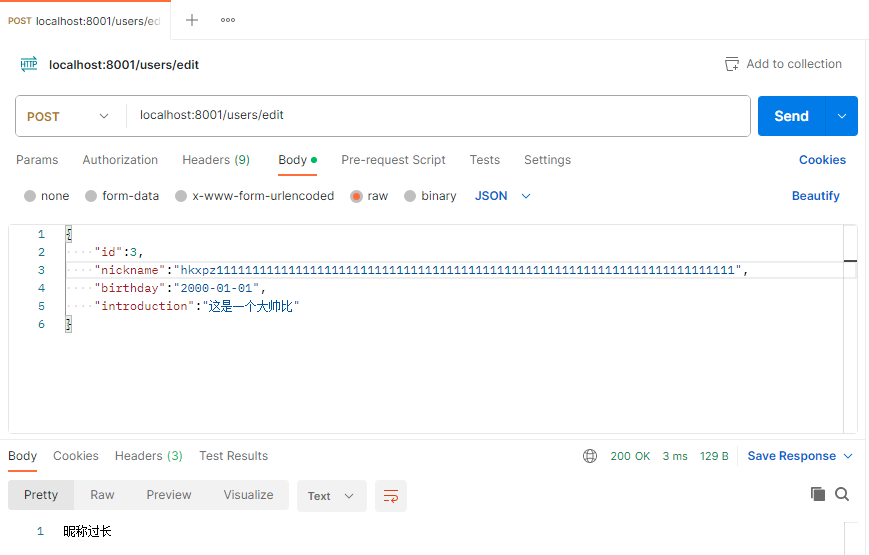 POST localhost:8001/users/ed
HTTP localhost:8001/users/edit
Add to collection
POST localhost:8001/users/edit Send
Params Authorization Headers (9) Body Pre-request Script Tests Settings Cookies
none form-data x-www-form-urlencoded raw binary JSON Beautify
1 {
2 "id":3,
3 "nickname":"hkxpz111111111111111111111111111111111111111111111111111111111111111111111111",
4 "birthday":"2000-01-01",
5 "introduction":"这是一个大帅比"
6 }
Body Cookies Headers (3) Test Results 200 OK 3 ms 129 B Save Response
Pretty Raw Preview Visualize Text
1 昵称过长